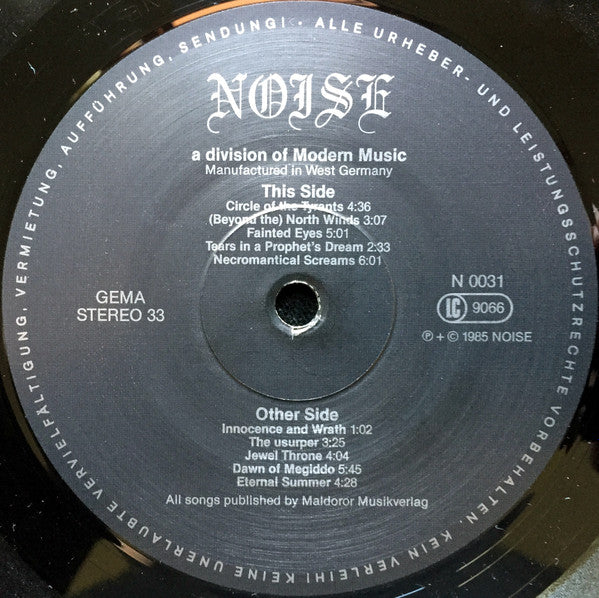 NOISE
a division of Modern Music
Manufactured in West Germany
This Side
Circle of the Tyrants 4:36
(Beyond the) North Winds 3:07
Fainted Eyes 5:01
Tears in a Prophet's Dream 2:33
Necromantical Screams 6:01
GEMA
STEREO 33
N 0031
LC 9066
℗ + © 1985 NOISE
Other Side
Innocence and Wrath 1:02
The usurper 3:25
Jewel Throne 4:04
Dawn of Megiddo 5:45
Eternal Summer 4:28
All songs published by Maldoror Musikverlag
ALLE URHEBER- UND LEISTUNGSSCHUTZRECHTE VORBEHALTEN. KEIN VERLEIH! KEINE UNERLAUBTE VERVIELFÄLTIGUNG, VERMIETUNG, AUFFÜHRUNG, SENDUNG! •